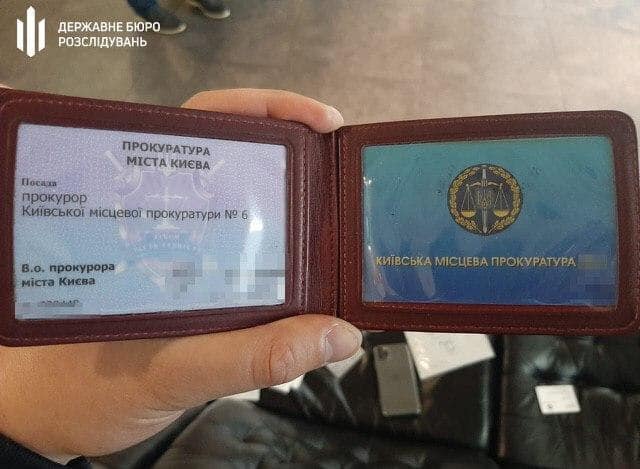 ДЕРЖАВНЕ БЮРО
РОЗСЛІДУВАНЬ
ПРОКУРАТУРА
МІСТА КИЄВА
Посада
прокурор
Київської місцевої прокуратури № 6
В.о. прокурора
міста Києва
КИЇВСЬКА МІСЦЕВА ПРОКУРАТУРА